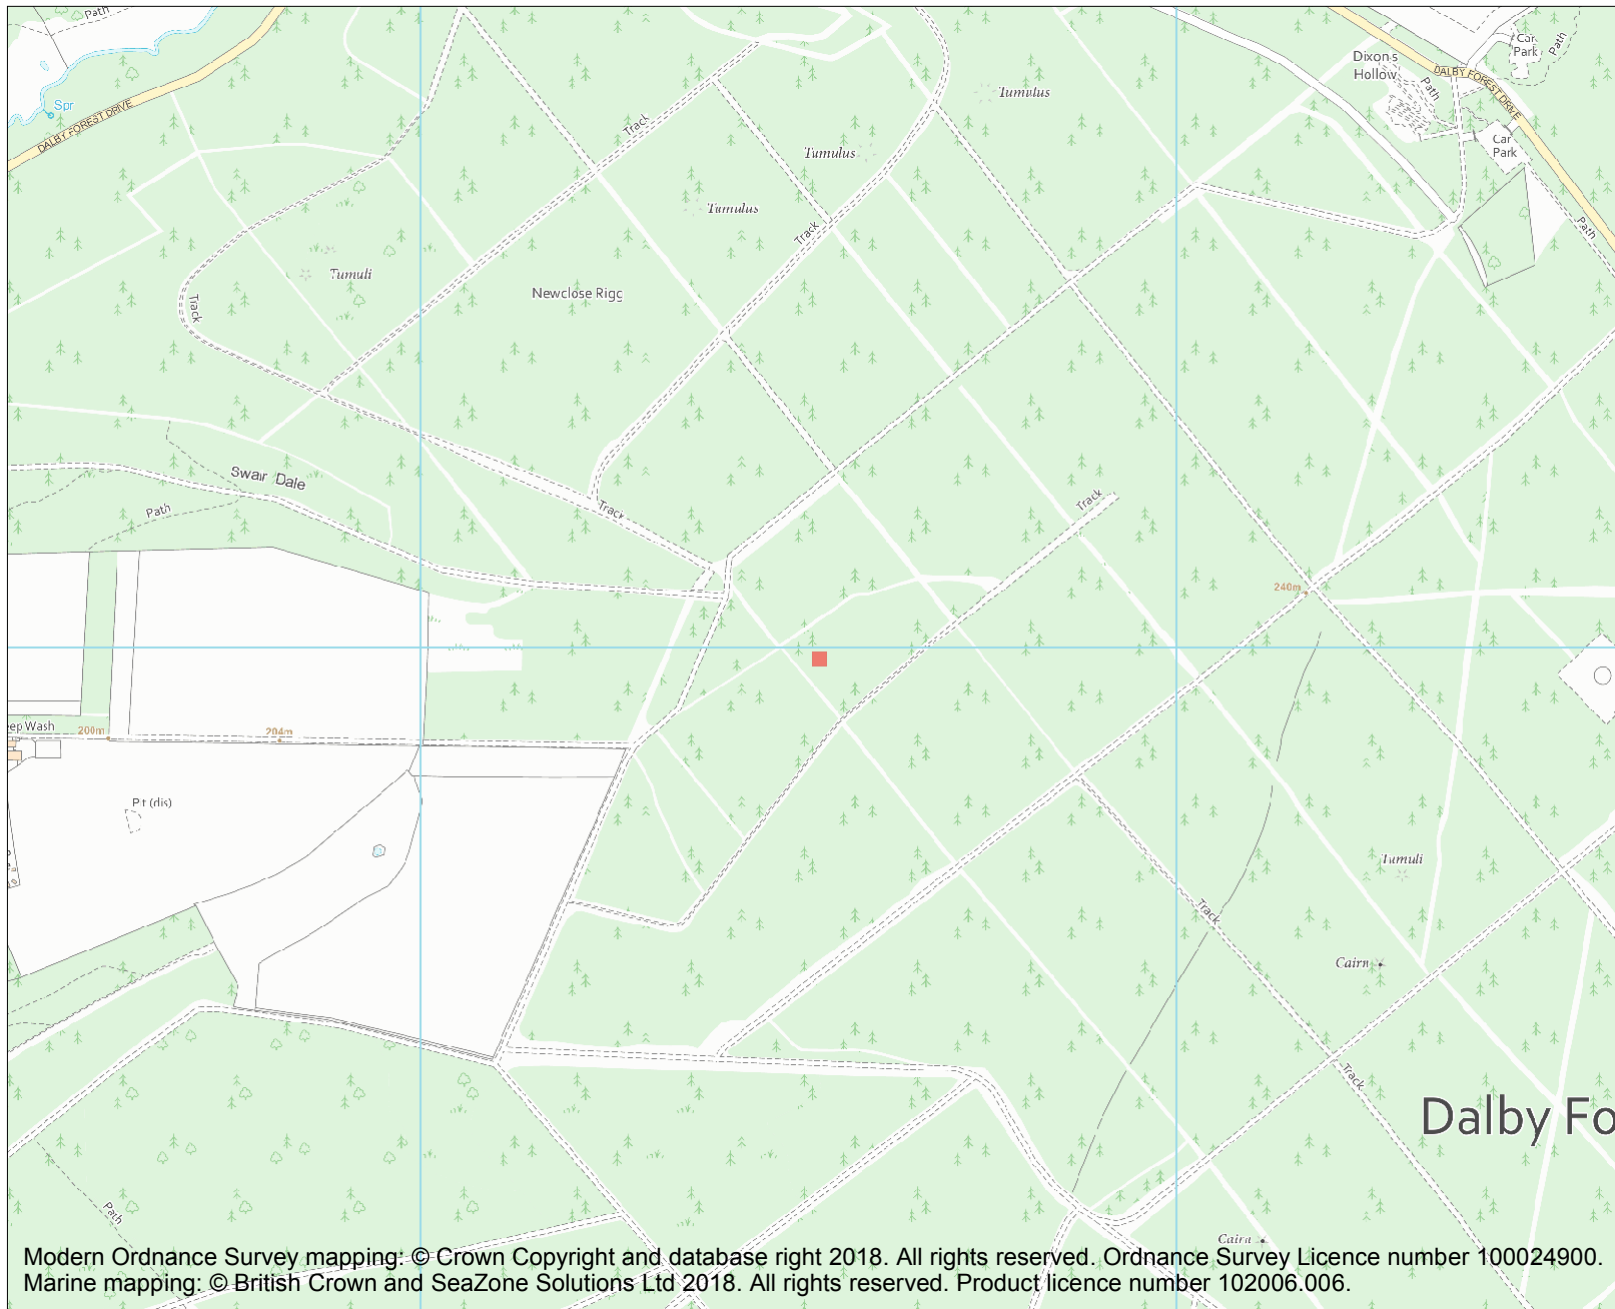 Path
Car
Park
Path
Dixon's
Hollow
DALBY FOREST DRIVE
Path
Tumulus
Spr
DALBY FOREST DRIVE
Track
Car
Park
Tumulus
Tumulus
Path
Track
Tumuli
Newclose Rigg
Track
Swair Dale
Track
Path
Track
240m
eep Wash
200m
204m
Pit (dis)
Tumuli
Track
Cairn
Track
Dalby Fo
Path
Cairn
Modern Ordnance Survey mapping: © Crown Copyright and database right 2018. All rights reserved. Ordnance Survey Licence number 100024900.
Marine mapping: © British Crown and SeaZone Solutions Ltd 2018. All rights reserved. Product licence number 102006.006.